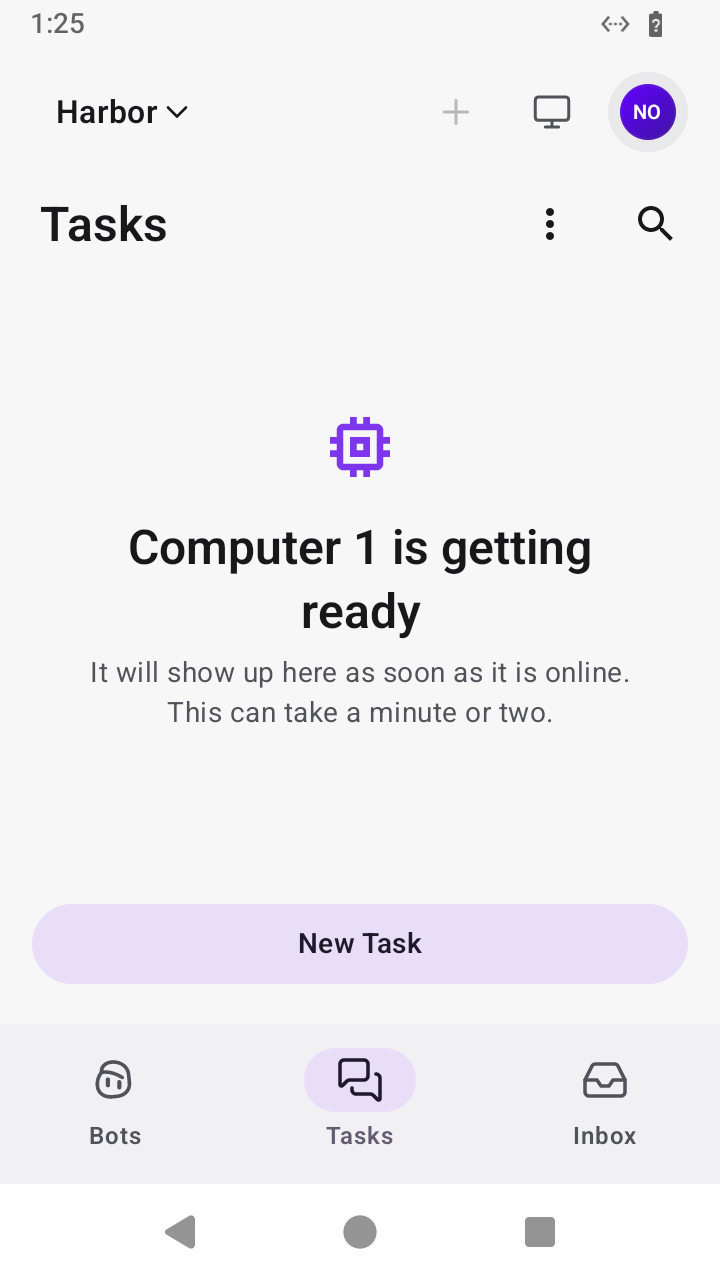 1:25
Harbor
NO
Tasks
Computer 1 is getting
ready
It will show up here as soon as it is online.
This can take a minute or two.
New Task
Bots
Tasks
Inbox